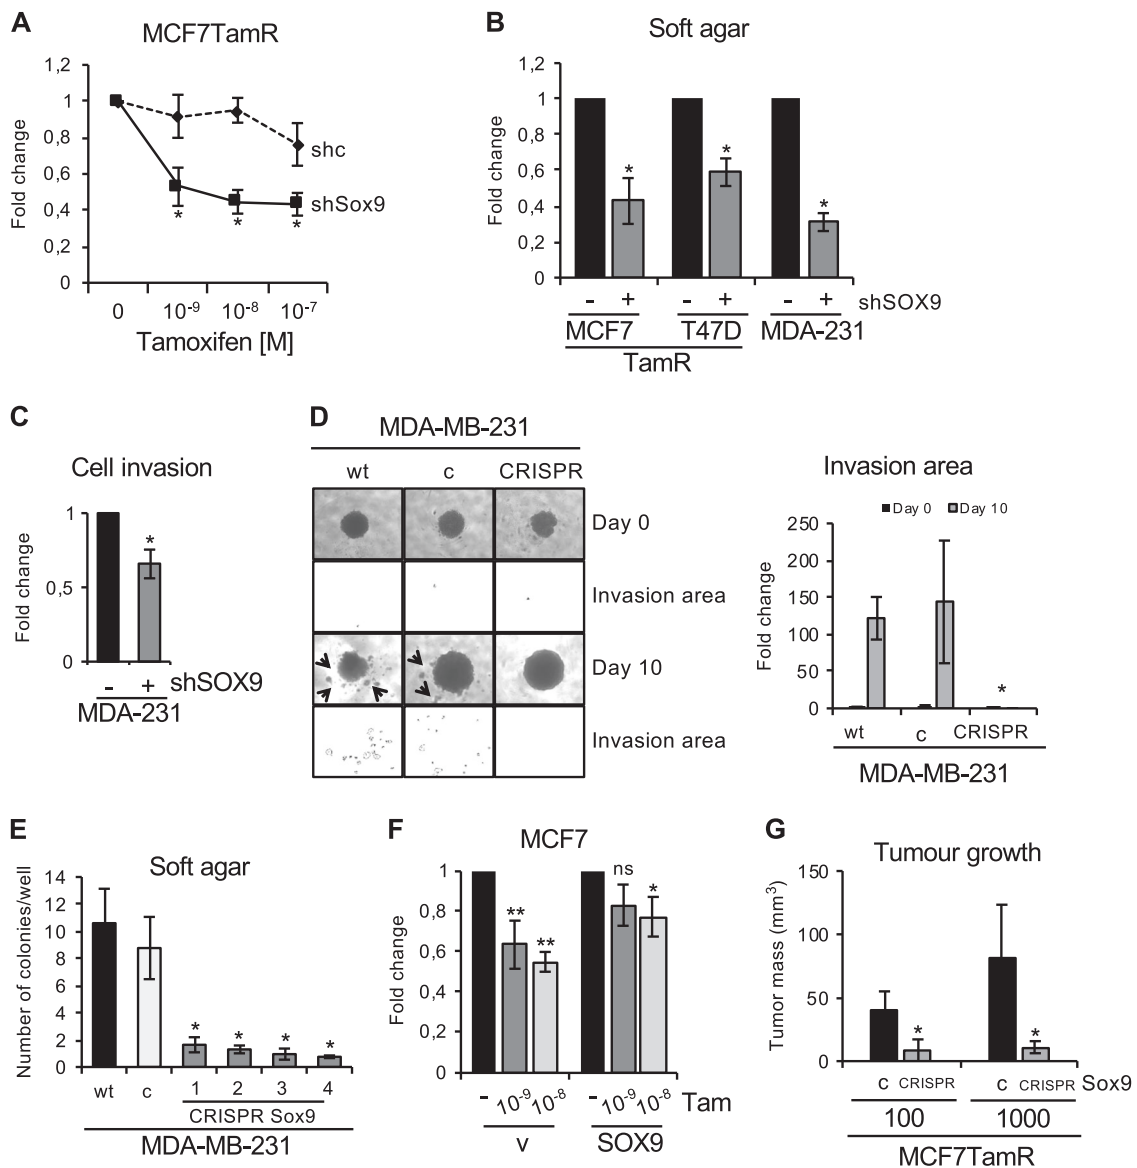 A
MCF7TamR
Fold change
1,2
1
0,8
0,6
0,4
0,2
0
shc
shSox9
*
*
*
0
10-9
10-8
10-7
Tamoxifen [M]
B
Soft agar
Fold change
1,2
1
0,8
0,6
0,4
0,2
0
*
*
*
- + - + - + shSOX9
MCF7 T47D MDA-231
TamR
C
Cell invasion
Fold change
1
0,5
0
*
- + shSOX9
MDA-231
D
MDA-MB-231
wt c CRISPR
Day 0
Invasion area
Day 10
Invasion area
Invasion area
Day 0 Day 10
Fold change
250
200
150
100
50
0
*
wt c CRISPR
MDA-MB-231
E
Soft agar
Number of colonies/well
14
12
10
8
6
4
2
0
* * * *
wt c 1 2 3 4
CRISPR Sox9
MDA-MB-231
F
MCF7
Fold change
1
0,8
0,6
0,4
0,2
0
**
**
ns
*
- 10-9 10-8 - 10-9 10-8 Tam
v SOX9
G
Tumour growth
Tumor mass (mm3)
150
100
50
0
*
*
c CRISPR c CRISPR Sox9
100 1000
MCF7TamR